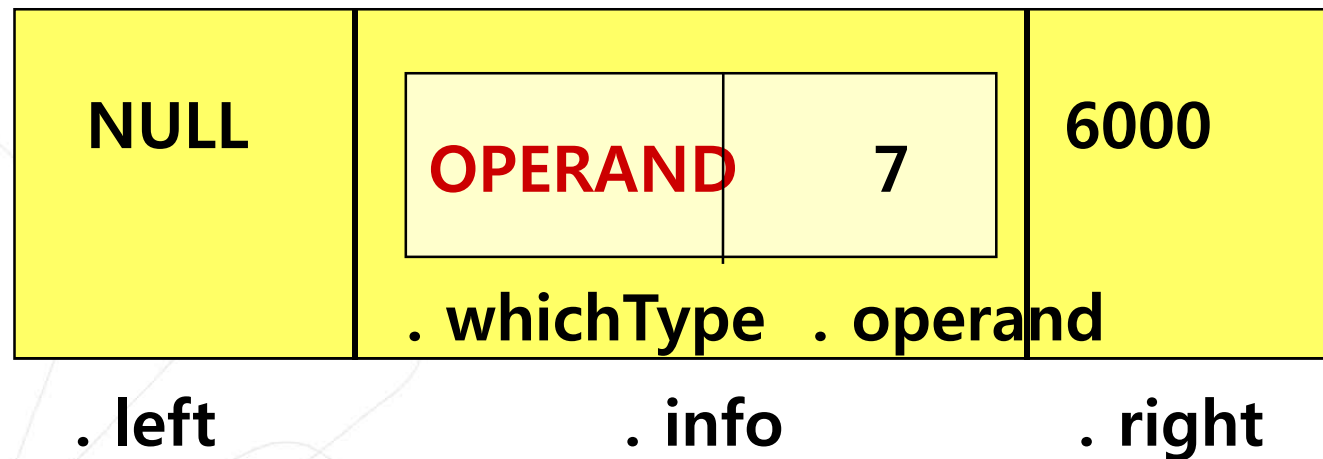 NULL 6000
OPERAND 7
. whichType . operand
. left . info . right